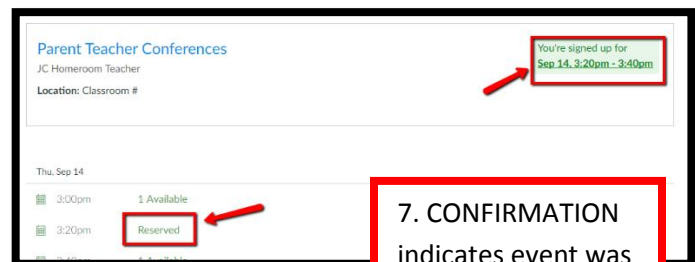 Parent Teacher Conferences
JC Homeroom Teacher
Location: Classroom #
You're signed up for
Sep 14, 3:20pm - 3:40pm
Thu, Sep 14
3:00pm 1 Available
3:20pm Reserved
7. CONFIRMATION
indicates event was